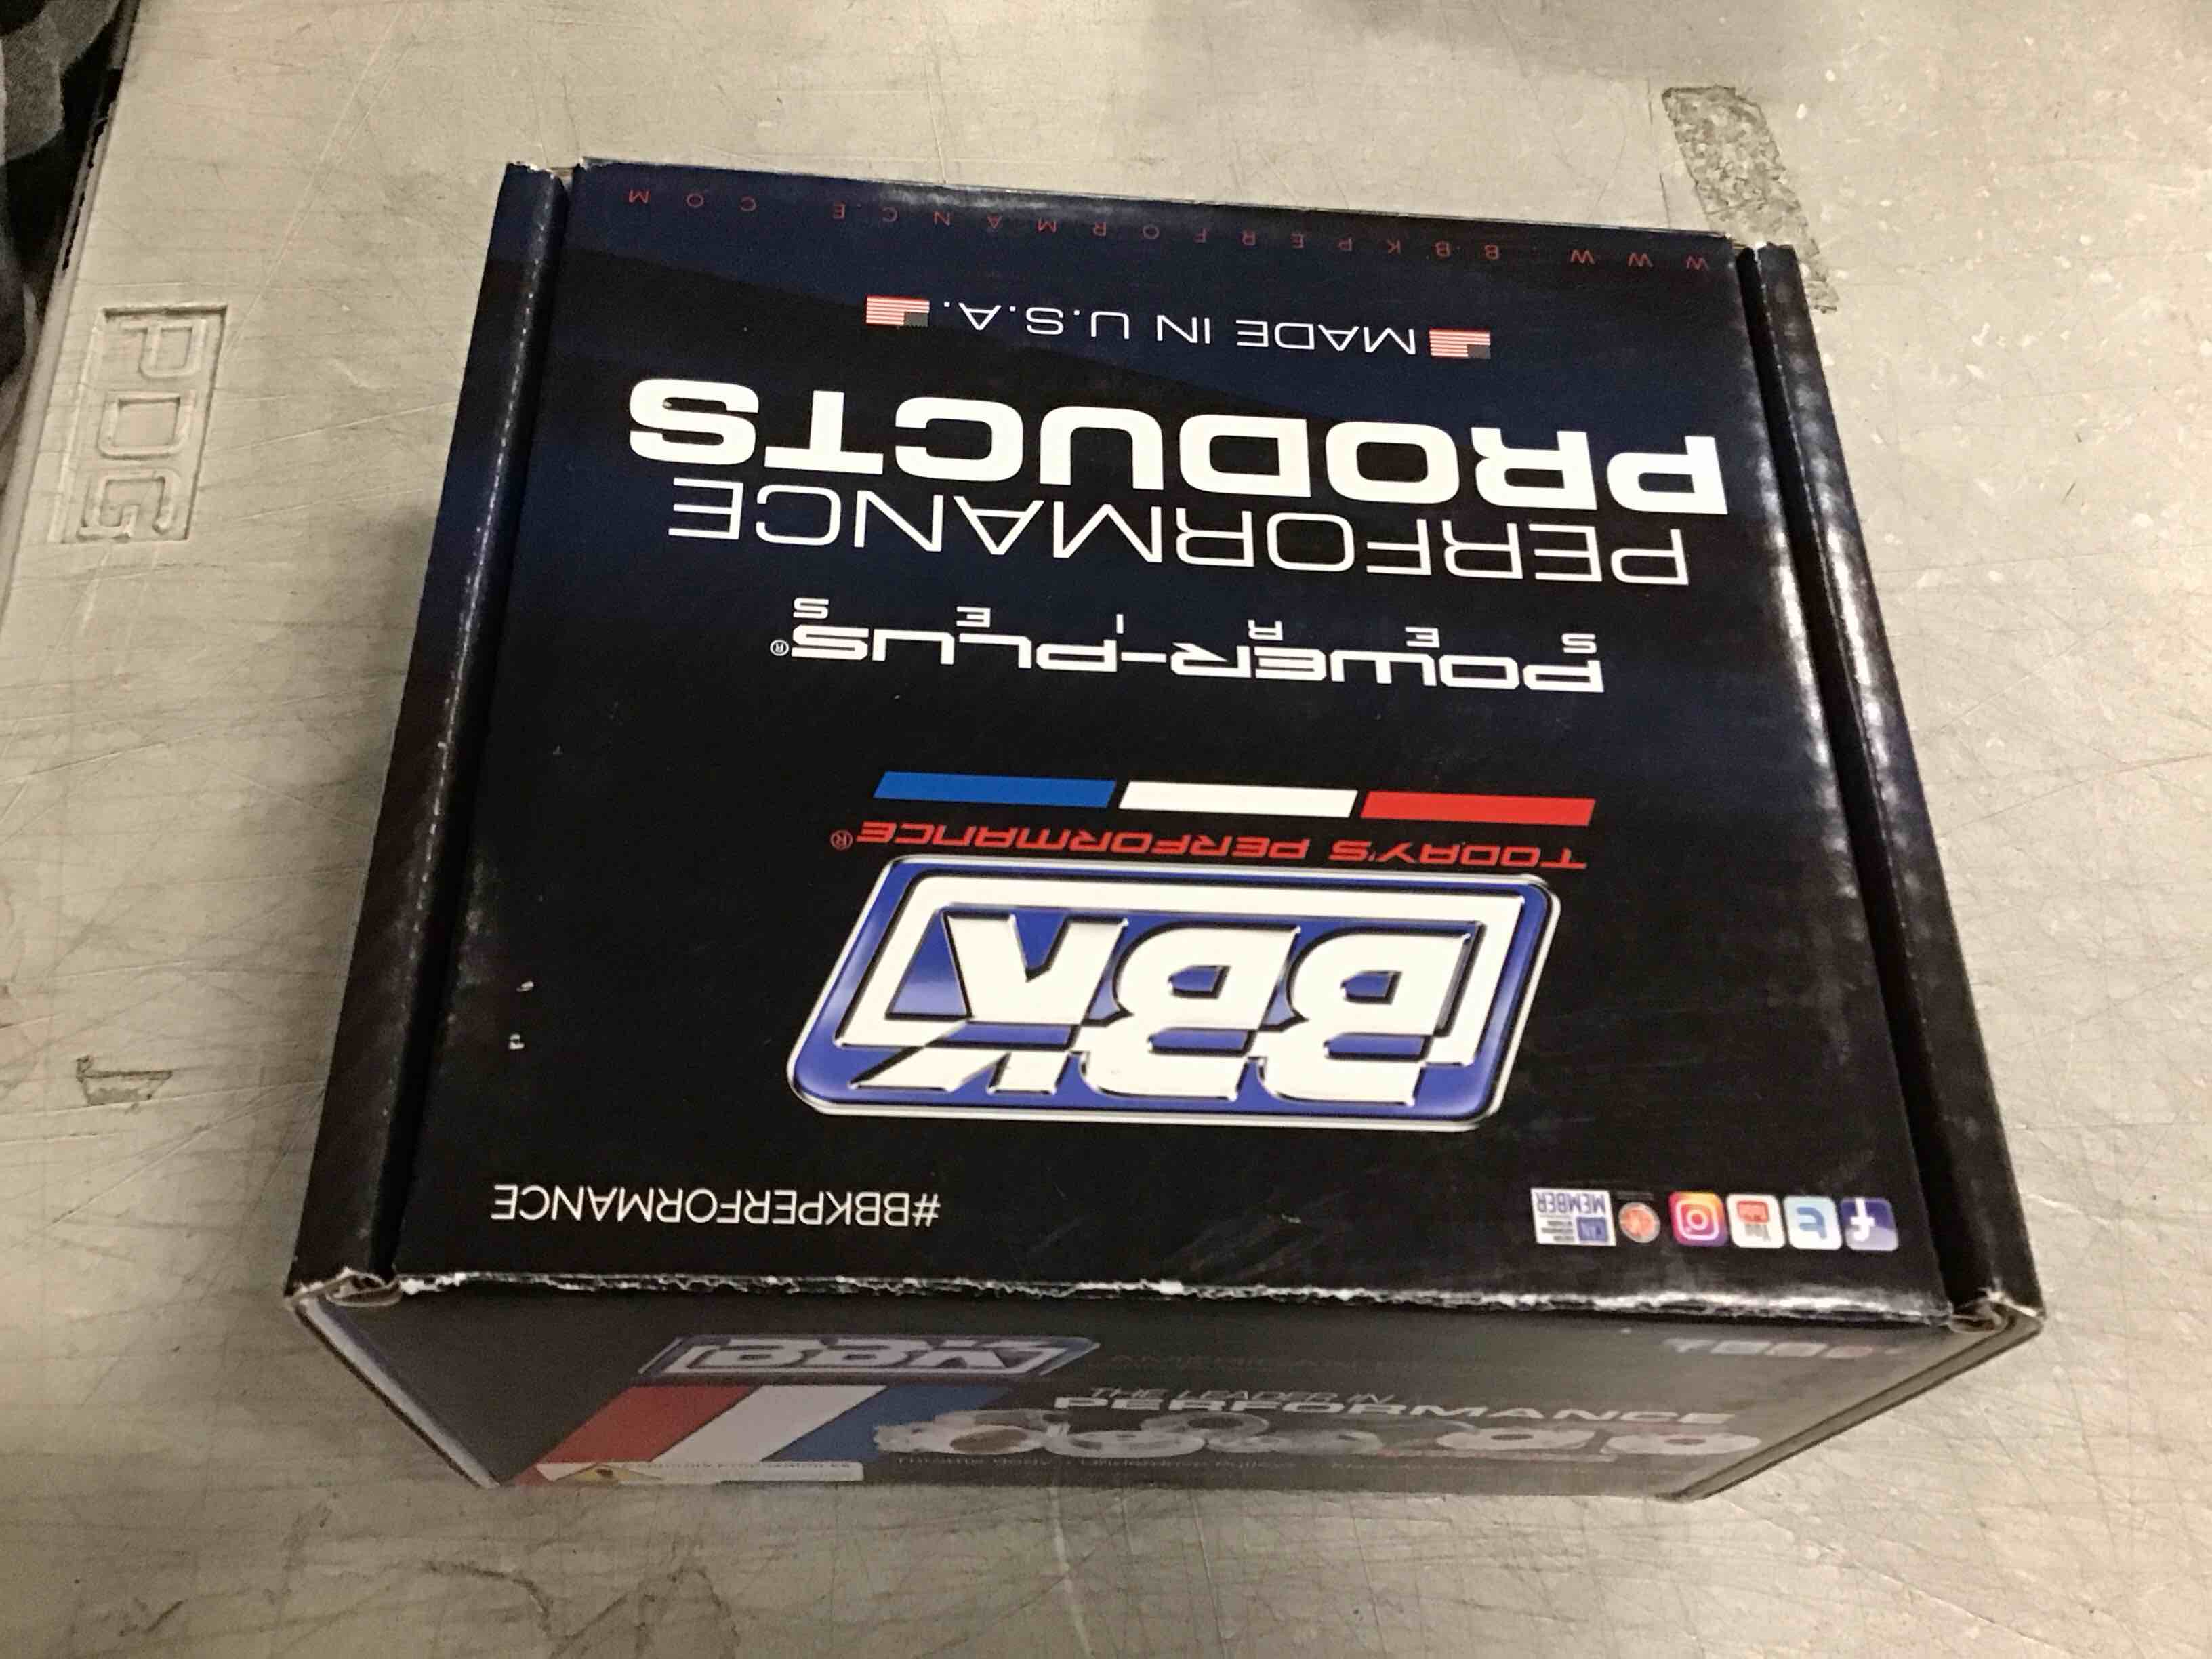 #BBKPERFORMANCE
MEMBER
You
BBK
TODAY'S PERFORMANCE®
POWER-PLUS®
SERIES
PERFORMANCE
PRODUCTS
MADE IN U.S.A.
WWW.BBKPERFORMANCE.COM
BBK
THE LEADER IN
PERFORMANCE
PDG